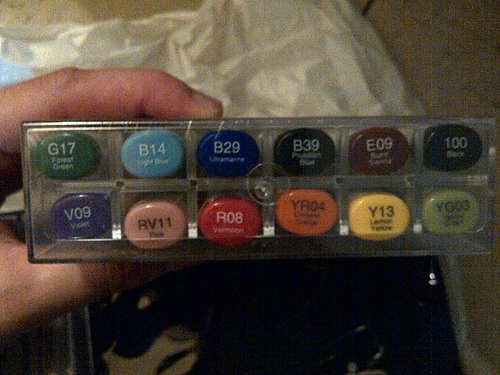 G17
Forest
Green
B14
Light Blue
B29
Ultramarine
B39
Prussian
Blue
E09
Burnt
Sienna
100
Black
V09
Violet
RV11
Pink
R08
Vermilion
YR04
Chrome
Orange
Y13
Lemon
Yellow
YG03
Green